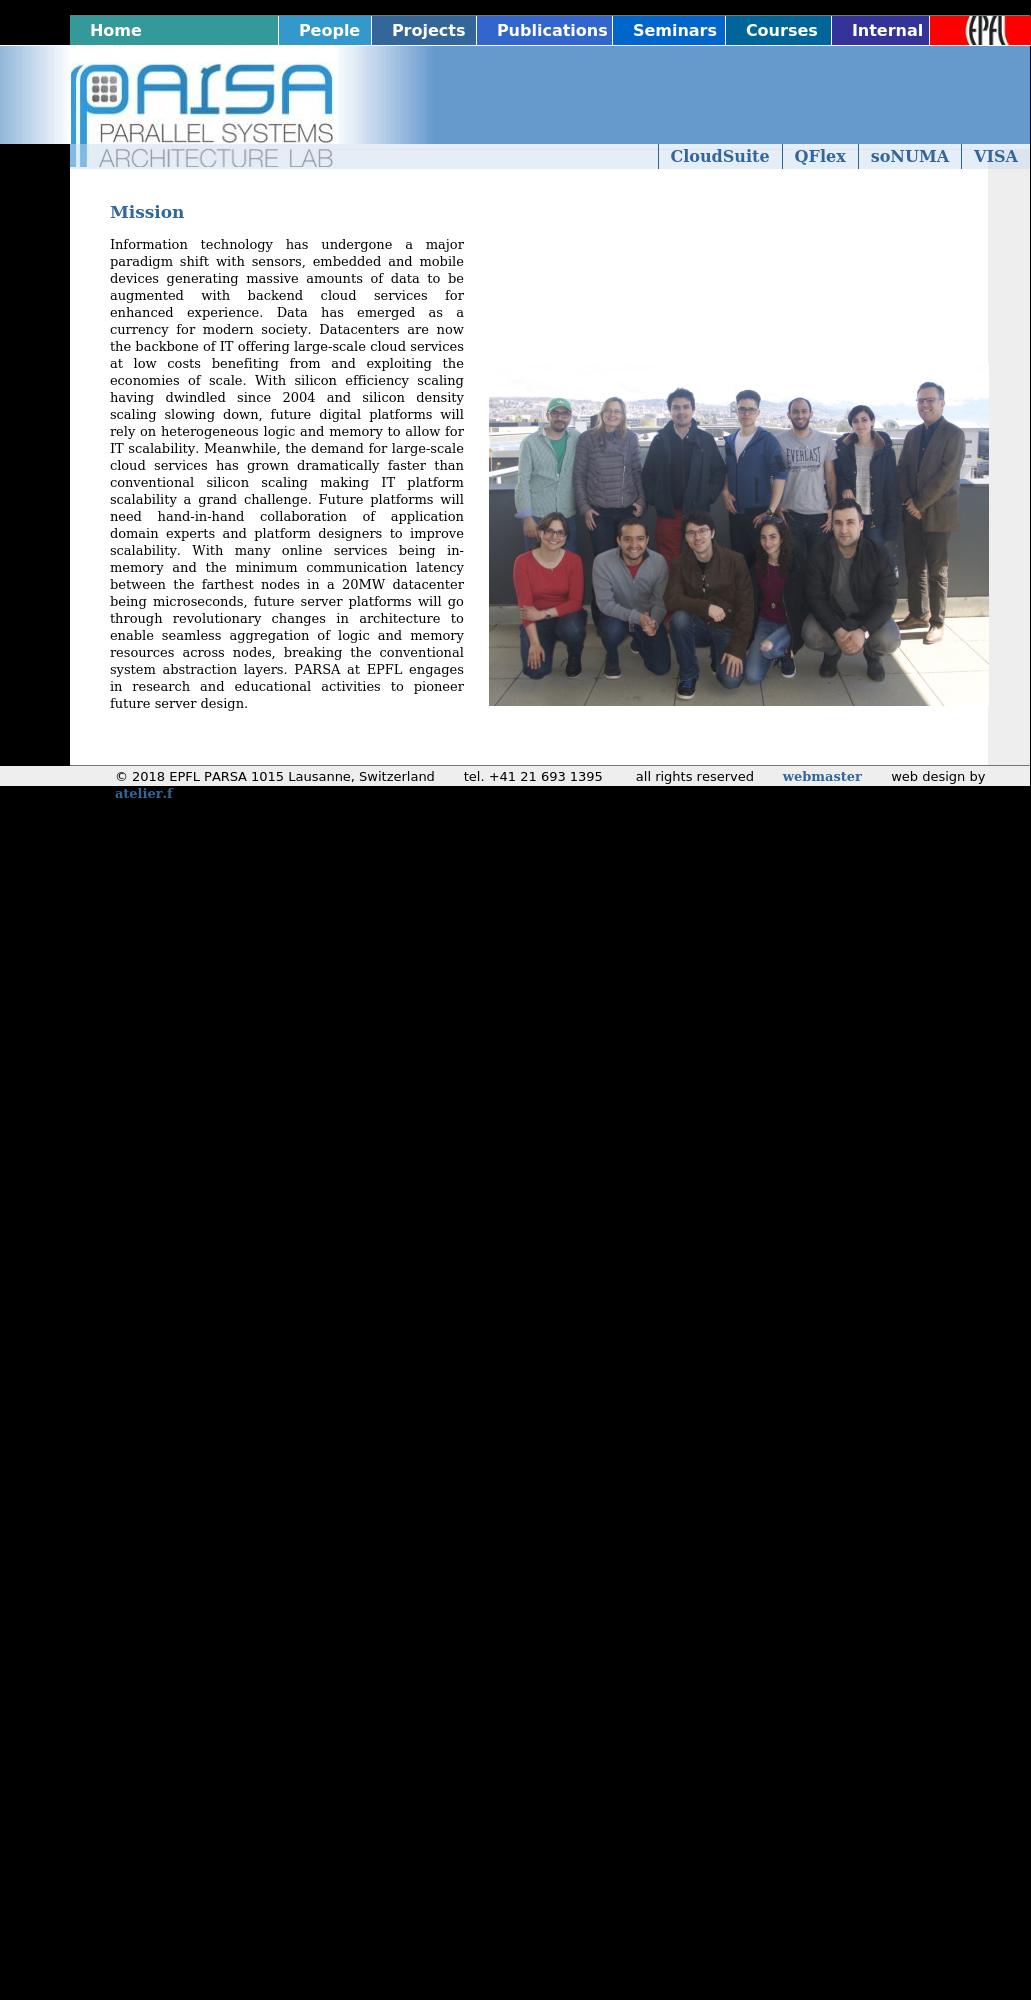 Home People Projects Publications Seminars Courses Internal EPFL
PARSA
PARALLEL SYSTEMS
ARCHITECTURE LAB
CloudSuite QFlex soNUMA VISA
Mission
Information technology has undergone a major
paradigm shift with sensors, embedded and mobile
devices generating massive amounts of data to be
augmented with backend cloud services for
enhanced experience. Data has emerged as a
currency for modern society. Datacenters are now
the backbone of IT offering large-scale cloud services
at low costs benefiting from and exploiting the
economies of scale. With silicon efficiency scaling
having dwindled since 2004 and silicon density
scaling slowing down, future digital platforms will
rely on heterogeneous logic and memory to allow for
IT scalability. Meanwhile, the demand for large-scale
cloud services has grown dramatically faster than
conventional silicon scaling making IT platform
scalability a grand challenge. Future platforms will
need hand-in-hand collaboration of application
domain experts and platform designers to improve
scalability. With many online services being in-
memory and the minimum communication latency
between the farthest nodes in a 20MW datacenter
being microseconds, future server platforms will go
through revolutionary changes in architecture to
enable seamless aggregation of logic and memory
resources across nodes, breaking the conventional
system abstraction layers. PARSA at EPFL engages
in research and educational activities to pioneer
future server design.
EVERLAST
© 2018 EPFL PARSA 1015 Lausanne, Switzerland tel. +41 21 693 1395 all rights reserved webmaster web design by
atelier.f